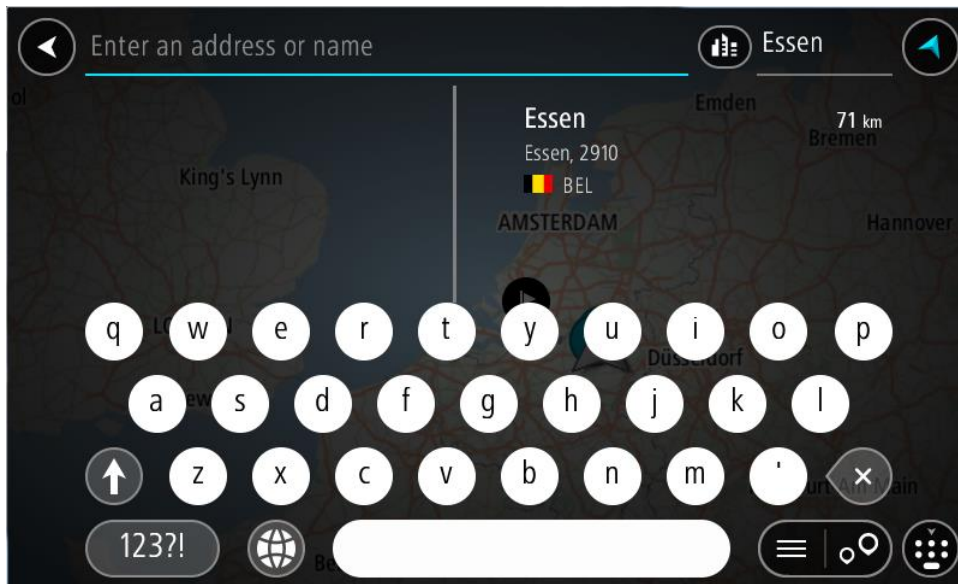 Enter an address or name
Essen
Essen 71 km
Essen, 2910
BEL
Emden
Bremen
King's Lynn
AMSTERDAM
Hannover
q w e r t y u i o p
Düsseldorf
a s d f g h j k l
z x c v b n m '
Main
123?!